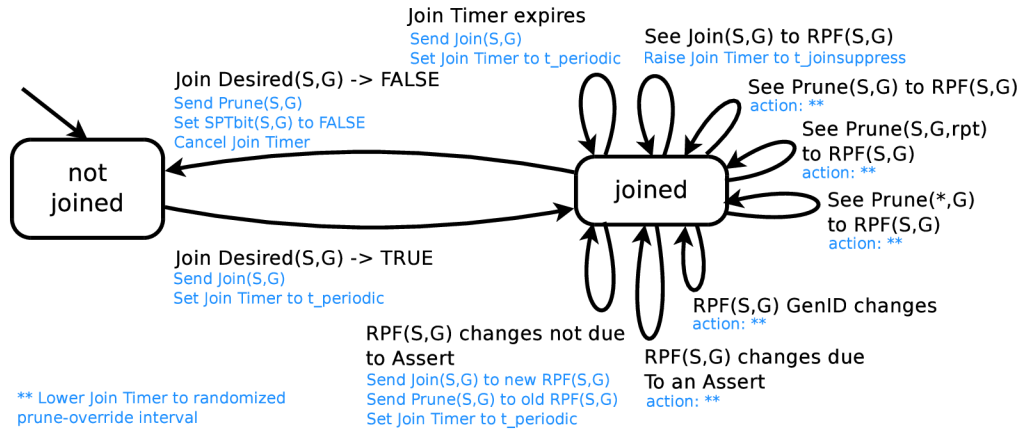 Join Timer expires
Send Join(S,G)
Set Join Timer to t_periodic
See Join(S,G) to RPF(S,G)
Raise Join Timer to t_joinsuppress
Join Desired(S,G) -> FALSE
Send Prune(S,G)
Set SPTbit(S,G) to FALSE
Cancel Join Timer
See Prune(S,G) to RPF(S,G)
action: **
See Prune(S,G,rpt)
to RPF(S,G)
action: **
See Prune(*,G)
to RPF(S,G)
action: **
not
joined
joined
Join Desired(S,G) -> TRUE
Send Join(S,G)
Set Join Timer to t_periodic
RPF(S,G) GenID changes
action: **
RPF(S,G) changes not due
to Assert
Send Join(S,G) to new RPF(S,G)
Send Prune(S,G) to old RPF(S,G)
Set Join Timer to t_periodic
RPF(S,G) changes due
To an Assert
action: **
** Lower Join Timer to randomized
prune-override interval